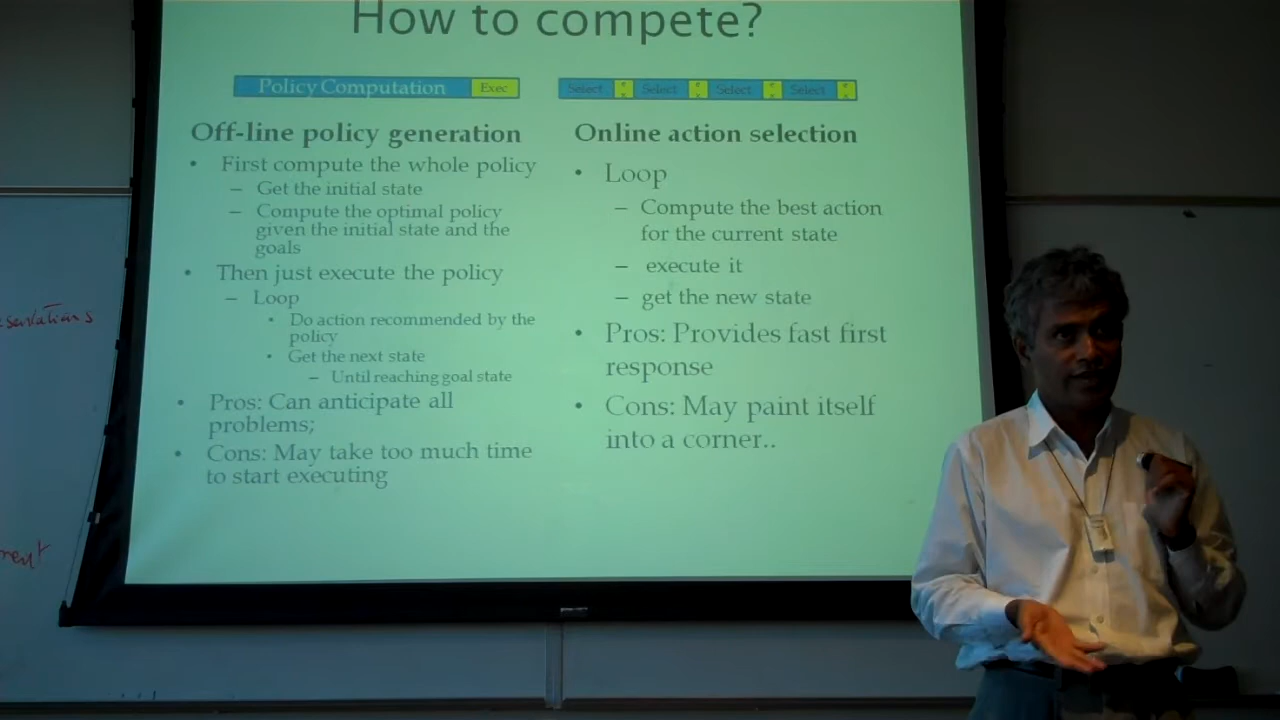 How to compete?
Policy Computation Exec
Select Select Select Select
Off-line policy generation
• First compute the whole policy
– Get the initial state
– Compute the optimal policy
given the initial state and the
goals
• Then just execute the policy
– Loop
• Do action recommended by the
policy
• Get the next state
– Until reaching goal state
• Pros: Can anticipate all
problems;
• Cons: May take too much time
to start executing
Online action selection
• Loop
– Compute the best action
for the current state
– execute it
– get the new state
• Pros: Provides fast first
response
• Cons: May paint itself
into a corner..